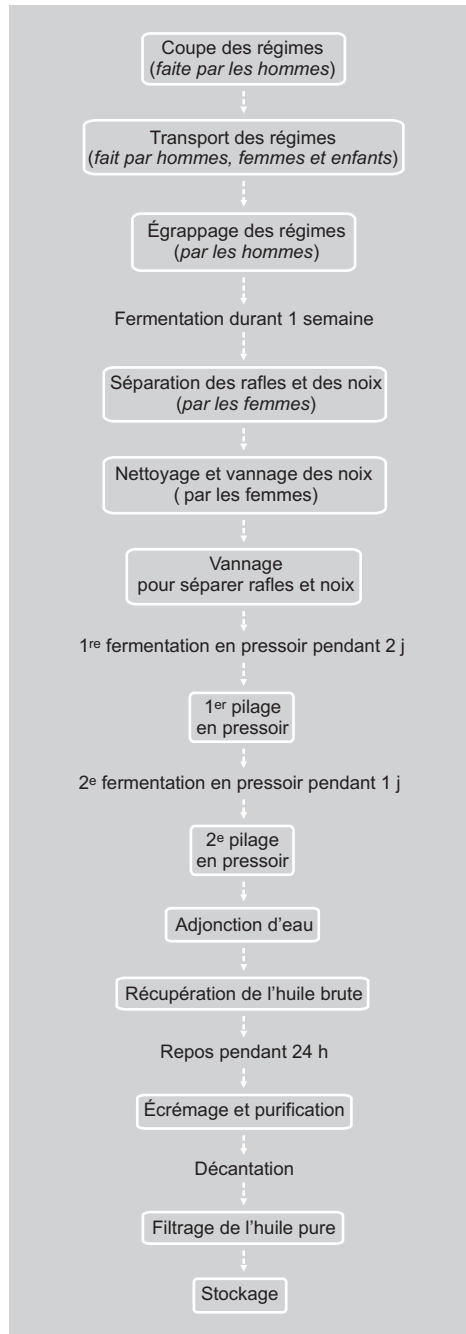 Coupe des régimes
(faite par les hommes)
Transport des régimes
(fait par hommes, femmes et enfants)
Égrappage des régimes
(par les hommes)
Fermentation durant 1 semaine
Séparation des rafles et des noix
(par les femmes)
Nettoyage et vannage des noix
( par les femmes)
Vannage
pour séparer rafles et noix
1re fermentation en pressoir pendant 2 j
1er pilage
en pressoir
2e fermentation en pressoir pendant 1 j
2e pilage
en pressoir
Adjonction d’eau
Récupération de l’huile brute
Repos pendant 24 h
Écrémage et purification
Décantation
Filtrage de l’huile pure
Stockage